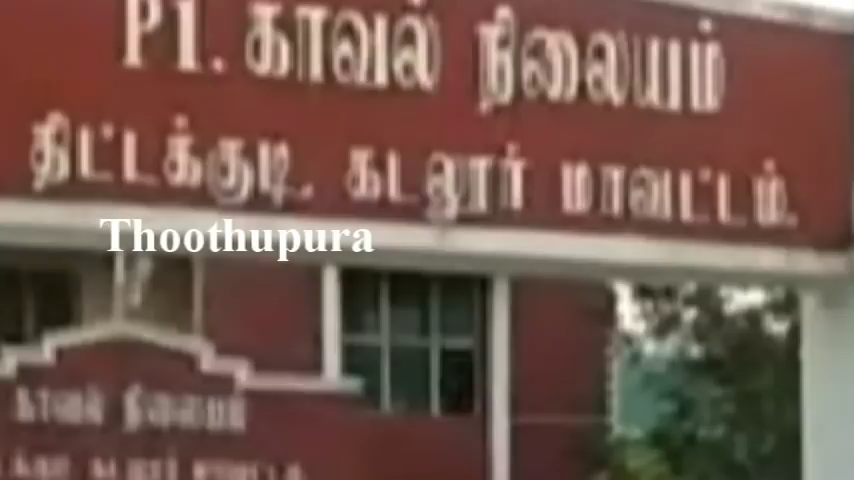 P1. காவல் நிலையம்
திட்டக்குடி. கடலூர் மாவட்டம்.
Thoothupura
காவல் நிலையம்